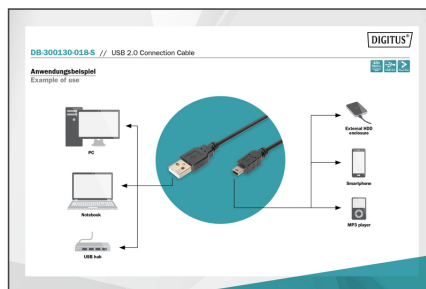 DIGITUS®
DB-300130-018-S // USB 2.0 Connection Cable
Anwendungsbeispiel
Example of use
PC
Notebook
USB hub
External HDD
enclosure
Smartphone
MP3 player